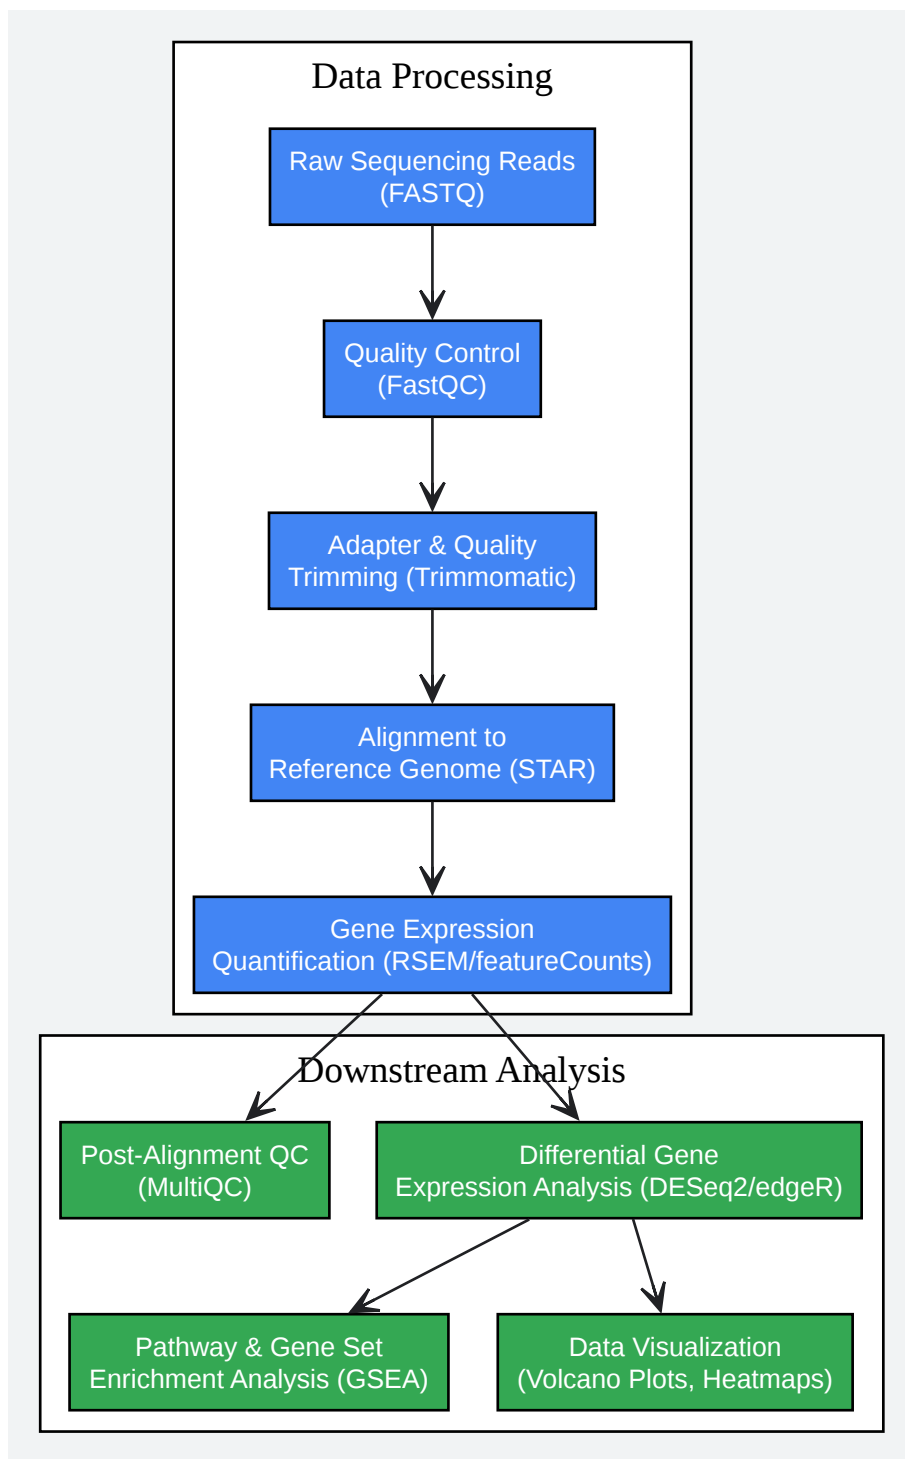 Data Processing
Raw Sequencing Reads
(FASTQ)
Quality Control
(FastQC)
Adapter & Quality
Trimming (Trimmomatic)
Alignment to
Reference Genome (STAR)
Gene Expression
Quantification (RSEM/featureCounts)
Downstream Analysis
Post-Alignment QC
(MultiQC)
Differential Gene
Expression Analysis (DESeq2/edgeR)
Pathway & Gene Set
Enrichment Analysis (GSEA)
Data Visualization
(Volcano Plots, Heatmaps)